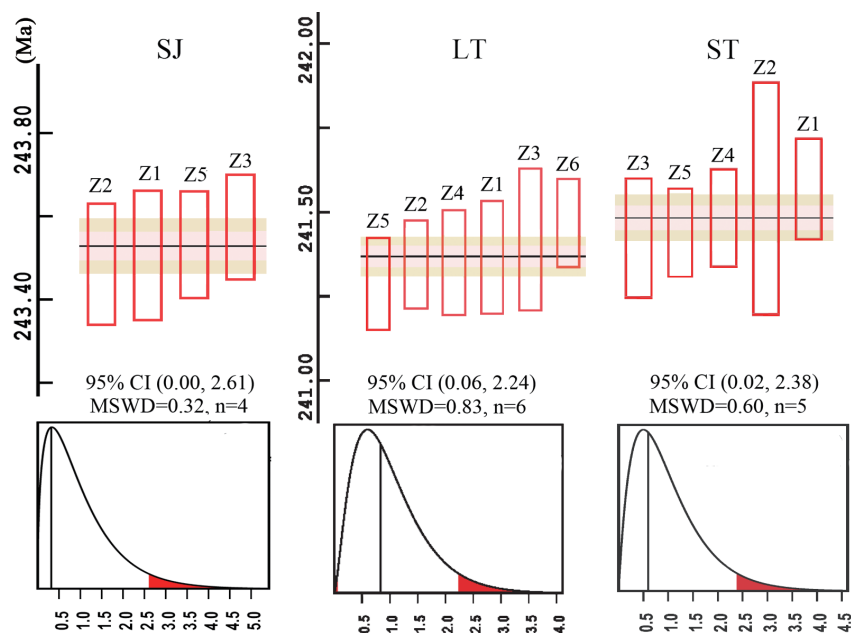 (Ma)
SJ
LT
ST
243.80
243.40
242.00
241.50
241.00
Z2 Z1 Z5 Z3
Z5 Z2 Z4 Z1 Z3 Z6
Z3 Z5 Z4 Z2 Z1
95% CI (0.00, 2.61)
MSWD=0.32, n=4
95% CI (0.06, 2.24)
MSWD=0.83, n=6
95% CI (0.02, 2.38)
MSWD=0.60, n=5
0.5 1.0 1.5 2.0 2.5 3.0 3.5 4.0 4.5 5.0
0.5 1.0 1.5 2.0 2.5 3.0 3.5 4.0
0.5 1.0 1.5 2.0 2.5 3.0 3.5 4.0 4.5